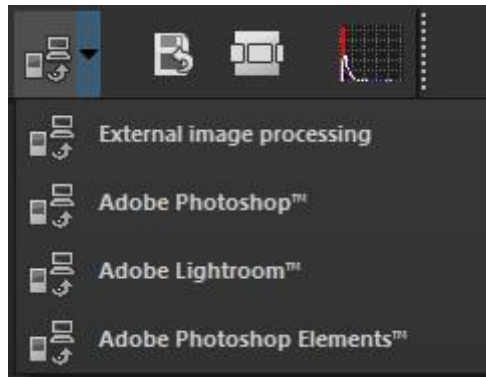 External image processing
Adobe Photoshop™
Adobe Lightroom™
Adobe Photoshop Elements™